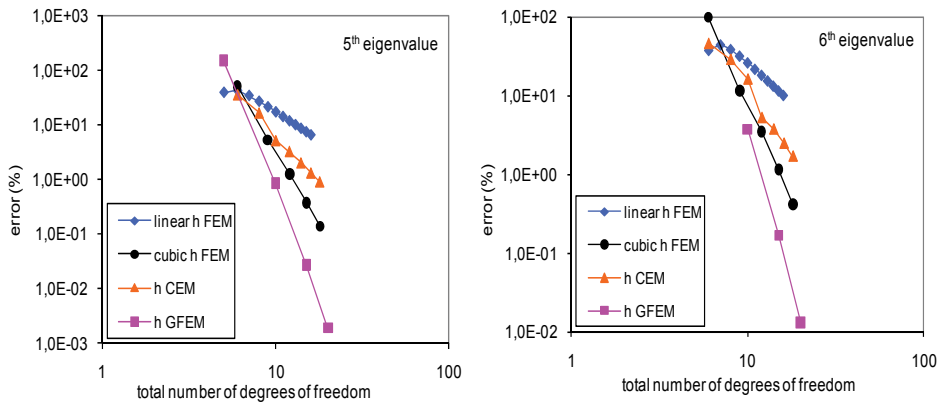 5th eigenvalue
error (%)
1,0E+03
1,0E+02
1,0E+01
1,0E+00
1,0E-01
1,0E-02
1,0E-03
linear h FEM
cubic h FEM
h CEM
h GFEM
1
10
100
total number of degrees of freedom
6th eigenvalue
error (%)
1,0E+02
1,0E+01
1,0E+00
1,0E-01
1,0E-02
linear h FEM
cubic h FEM
h CEM
h GFEM
1
10
100
total number of degrees of freedom